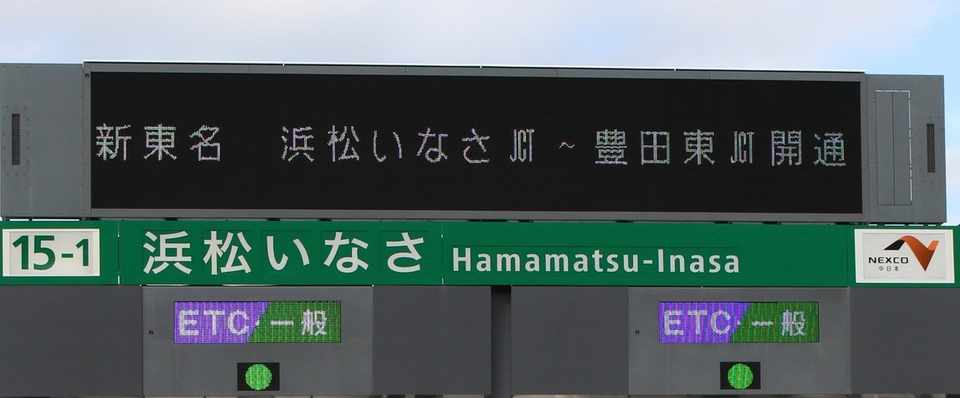 新東名　浜松いなさJCT～豊田東JCT開通
15-1 浜松いなさ Hamamatsu-Inasa NEXCO
中日本
ETC・一般 ETC・一般